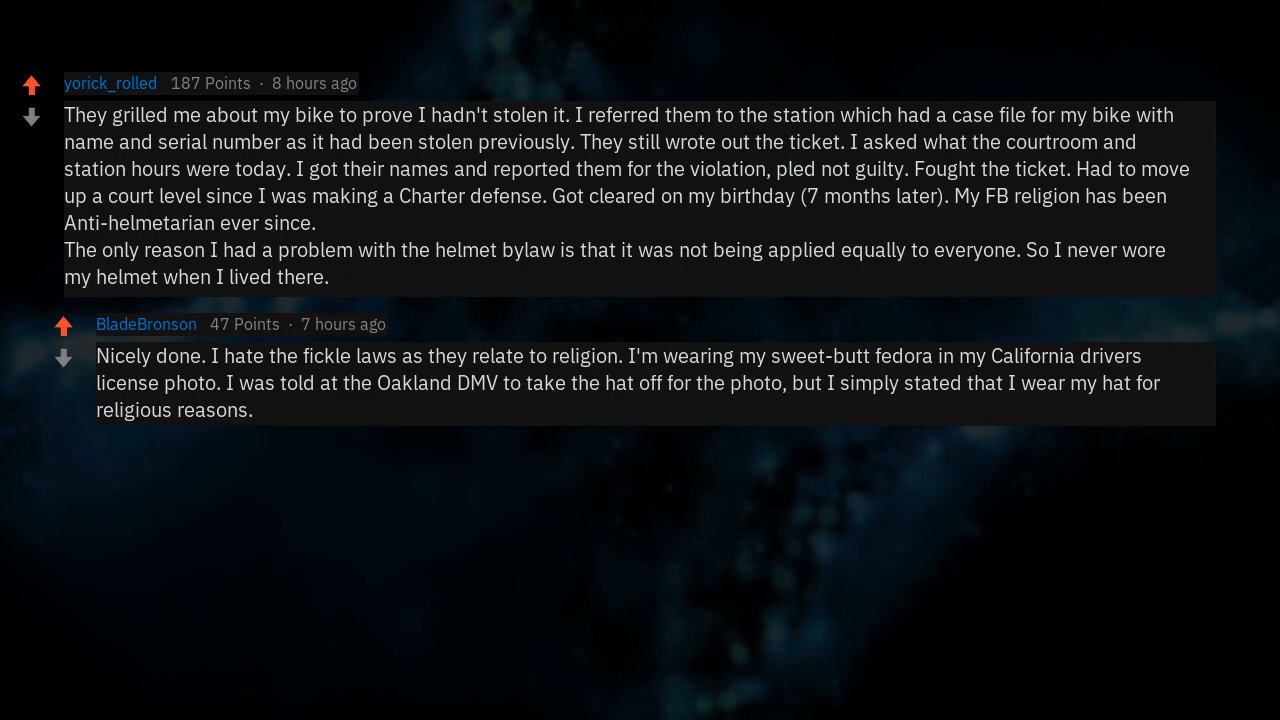 yorick_rolled 187 Points · 8 hours ago
They grilled me about my bike to prove I hadn't stolen it. I referred them to the station which had a case file for my bike with
name and serial number as it had been stolen previously. They still wrote out the ticket. I asked what the courtroom and
station hours were today. I got their names and reported them for the violation, pled not guilty. Fought the ticket. Had to move
up a court level since I was making a Charter defense. Got cleared on my birthday (7 months later). My FB religion has been
Anti-helmetarian ever since.
The only reason I had a problem with the helmet bylaw is that it was not being applied equally to everyone. So I never wore
my helmet when I lived there.
BladeBronson 47 Points · 7 hours ago
Nicely done. I hate the fickle laws as they relate to religion. I'm wearing my sweet-butt fedora in my California drivers
license photo. I was told at the Oakland DMV to take the hat off for the photo, but I simply stated that I wear my hat for
religious reasons.